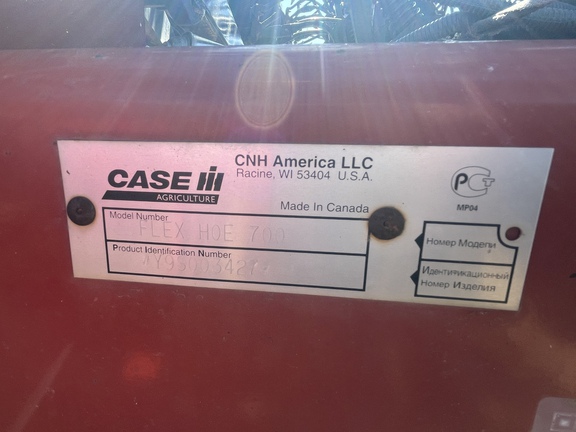 CNH America LLC
Racine, WI 53404 U.S.A.
CASE IH
AGRICULTURE
Made in Canada
PCT
MP04
Model Number
FLEX HOE 700
Product Identification Number
Номер Модели
Идентификационный
Номер Изделия